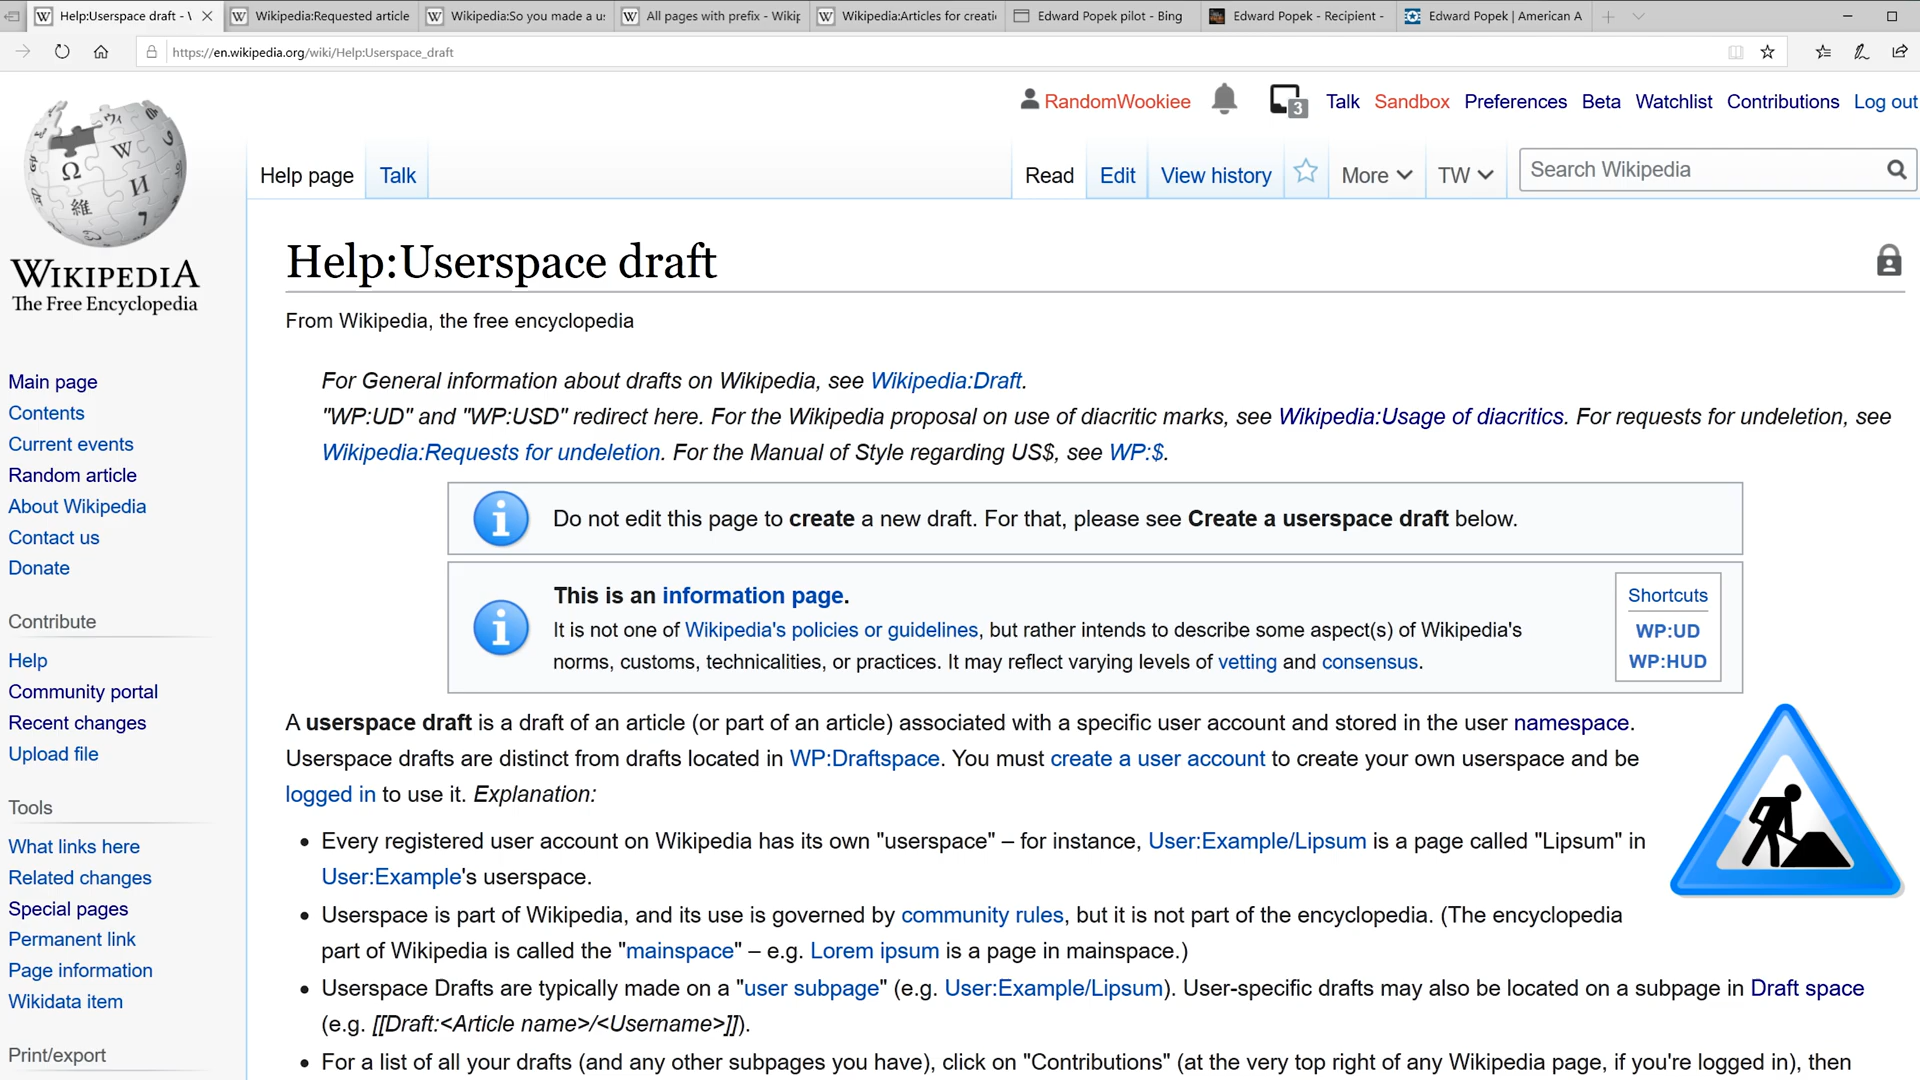 Help:Userspace draft - W
Wikipedia:Requested article
Wikipedia:So you made a us
All pages with prefix - Wikip
Wikipedia:Articles for creatic
Edward Popek pilot - Bing
Edward Popek - Recipient -
Edward Popek | American A
https://en.wikipedia.org/wiki/Help:Userspace_draft
RandomWookiee 3 Talk Sandbox Preferences Beta Watchlist Contributions Log out
Help page Talk Read Edit View history More TW Search Wikipedia
WIKIPEDIA
The Free Encyclopedia
Main page
Contents
Current events
Random article
About Wikipedia
Contact us
Donate
Contribute
Help
Community portal
Recent changes
Upload file
Tools
What links here
Related changes
Special pages
Permanent link
Page information
Wikidata item
Print/export
Help:Userspace draft
From Wikipedia, the free encyclopedia
For General information about drafts on Wikipedia, see Wikipedia:Draft.
"WP:UD" and "WP:USD" redirect here. For the Wikipedia proposal on use of diacritic marks, see Wikipedia:Usage of diacritics. For requests for undeletion, see
Wikipedia:Requests for undeletion. For the Manual of Style regarding US$, see WP:$.
Do not edit this page to create a new draft. For that, please see Create a userspace draft below.
This is an information page.
It is not one of Wikipedia's policies or guidelines, but rather intends to describe some aspect(s) of Wikipedia's
norms, customs, technicalities, or practices. It may reflect varying levels of vetting and consensus.
Shortcuts
WP:UD
WP:HUD
A userspace draft is a draft of an article (or part of an article) associated with a specific user account and stored in the user namespace.
Userspace drafts are distinct from drafts located in WP:Draftspace. You must create a user account to create your own userspace and be
logged in to use it. Explanation:
• Every registered user account on Wikipedia has its own "userspace" – for instance, User:Example/Lipsum is a page called "Lipsum" in
User:Example's userspace.
• Userspace is part of Wikipedia, and its use is governed by community rules, but it is not part of the encyclopedia. (The encyclopedia
part of Wikipedia is called the "mainspace" – e.g. Lorem ipsum is a page in mainspace.)
• Userspace Drafts are typically made on a "user subpage" (e.g. User:Example/Lipsum). User-specific drafts may also be located on a subpage in Draft space
(e.g. [[Draft:<Article name>/<Username>]]).
• For a list of all your drafts (and any other subpages you have), click on "Contributions" (at the very top right of any Wikipedia page, if you're logged in), then